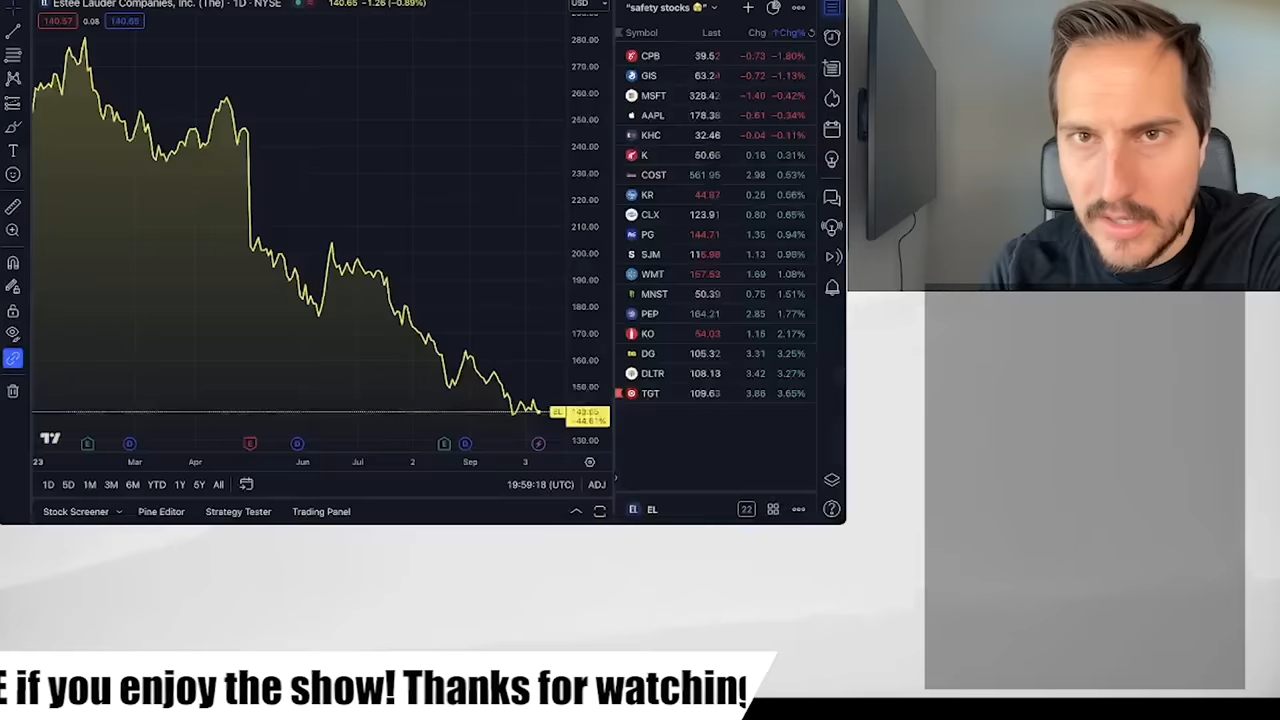 Estee Lauder Companies, Inc. (The) · 1D · NYSE 140.65 −1.26 (−0.89%)
140.57 0.08 140.65
USD
280.00
270.00
260.00
250.00
240.00
230.00
220.00
210.00
200.00
190.00
180.00
170.00
160.00
150.00
EL 140.65
−44.61%
130.00
E D E D E D
23 Mar Apr Jun Jul 2 Sep 3
1D 5D 1M 3M 6M YTD 1Y 5Y All 19:59:18 (UTC) ADJ
Stock Screener Pine Editor Strategy Tester Trading Panel
"safety stocks
Symbol Last Chg Chg%
CPB 39.52 −0.73 −1.80%
GIS 63.24 −0.72 −1.13%
MSFT 328.42 −1.40 −0.42%
AAPL 178.38 −0.61 −0.34%
KHC 32.46 −0.04 −0.11%
K 50.66 0.16 0.31%
COST 561.95 2.98 0.53%
KR 44.87 0.25 0.56%
CLX 123.91 0.80 0.65%
PG 144.71 1.35 0.94%
SJM 115.98 1.13 0.98%
WMT 157.53 1.69 1.08%
MNST 50.39 0.75 1.51%
PEP 164.21 2.85 1.77%
KO 54.03 1.15 2.17%
DG 105.32 3.31 3.25%
DLTR 108.13 3.42 3.27%
TGT 109.63 3.86 3.65%
EL EL 22
E if you enjoy the show! Thanks for watching